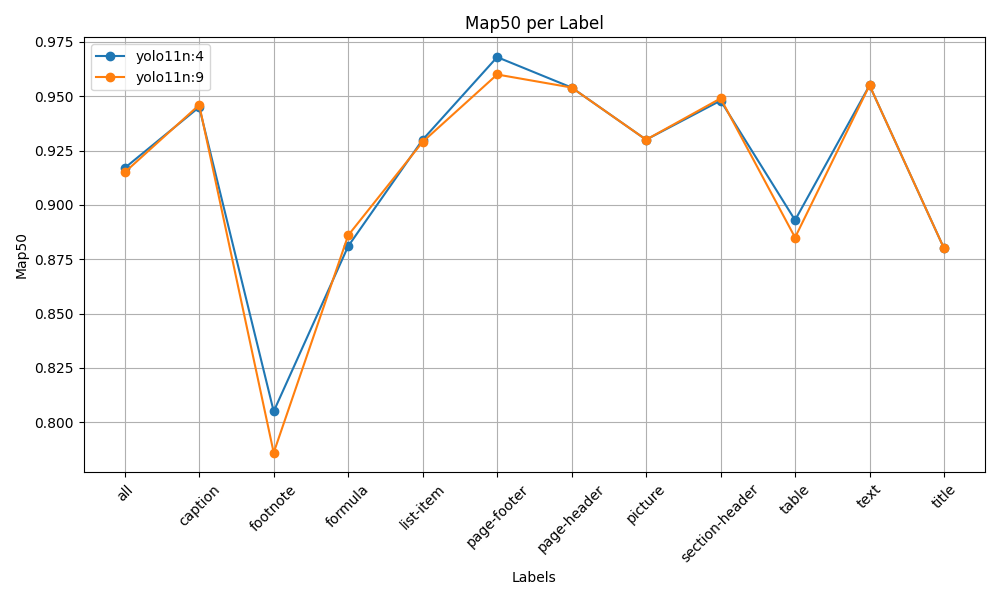 Map50 per Label
yolo11n:4
yolo11n:9
Map50
0.975
0.950
0.925
0.900
0.875
0.850
0.825
0.800
all
caption
footnote
formula
list-item
page-footer
page-header
picture
section-header
table
text
title
Labels